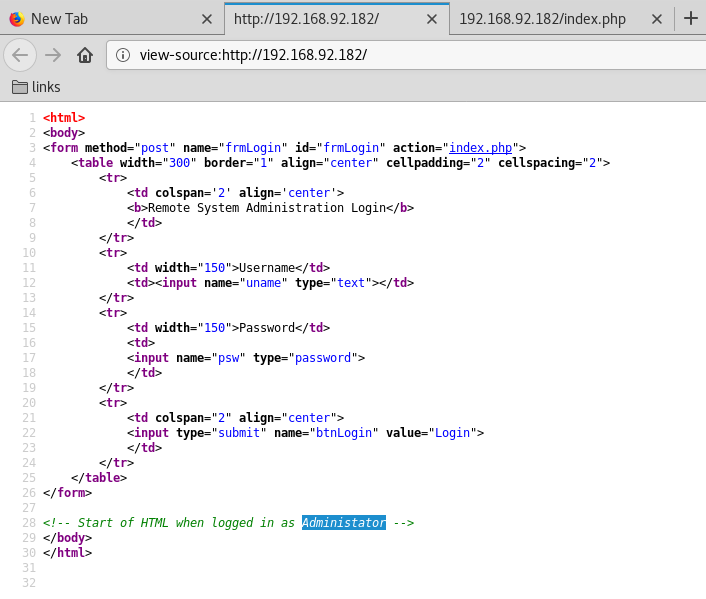 New Tab
http://192.168.92.182/
192.168.92.182/index.php
view-source:http://192.168.92.182/
links
1 <html>
2 <body>
3 <form method="post" name="frmLogin" id="frmLogin" action="index.php">
4     <table width="300" border="1" align="center" cellpadding="2" cellspacing="2">
5         <tr>
6             <td colspan='2' align='center'>
7             <b>Remote System Administration Login</b>
8             </td>
9         </tr>
10         <tr>
11             <td width="150">Username</td>
12             <td><input name="uname" type="text"></td>
13         </tr>
14         <tr>
15             <td width="150">Password</td>
16             <td>
17             <input name="psw" type="password">
18             </td>
19         </tr>
20         <tr>
21             <td colspan="2" align="center">
22             <input type="submit" name="btnLogin" value="Login">
23             </td>
24         </tr>
25     </table>
26 </form>
27
28 <!-- Start of HTML when logged in as Administator -->
29 </body>
30 </html>
31
32